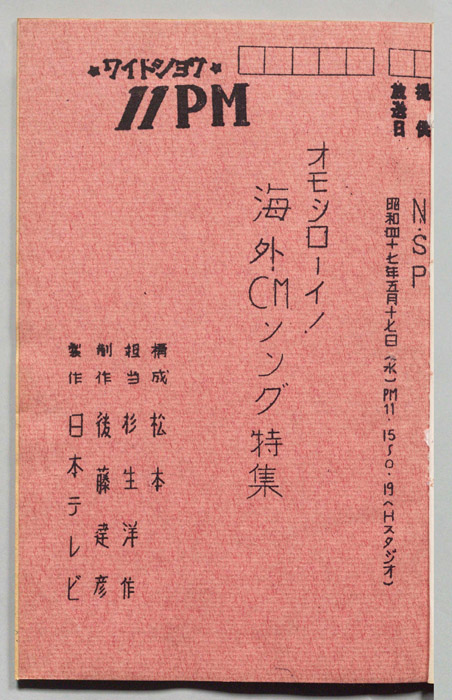 ★ワイドショウ★
11PM
提供
N.S.P
放送日
昭和四十七年五月十七日(水)PM11 15〜0.19(Hスタジオ)
オモシローイ!
海外CMソング特集
構成 松本
担当 杉生洋作
制作 後藤建彦
製作 日本テレビ